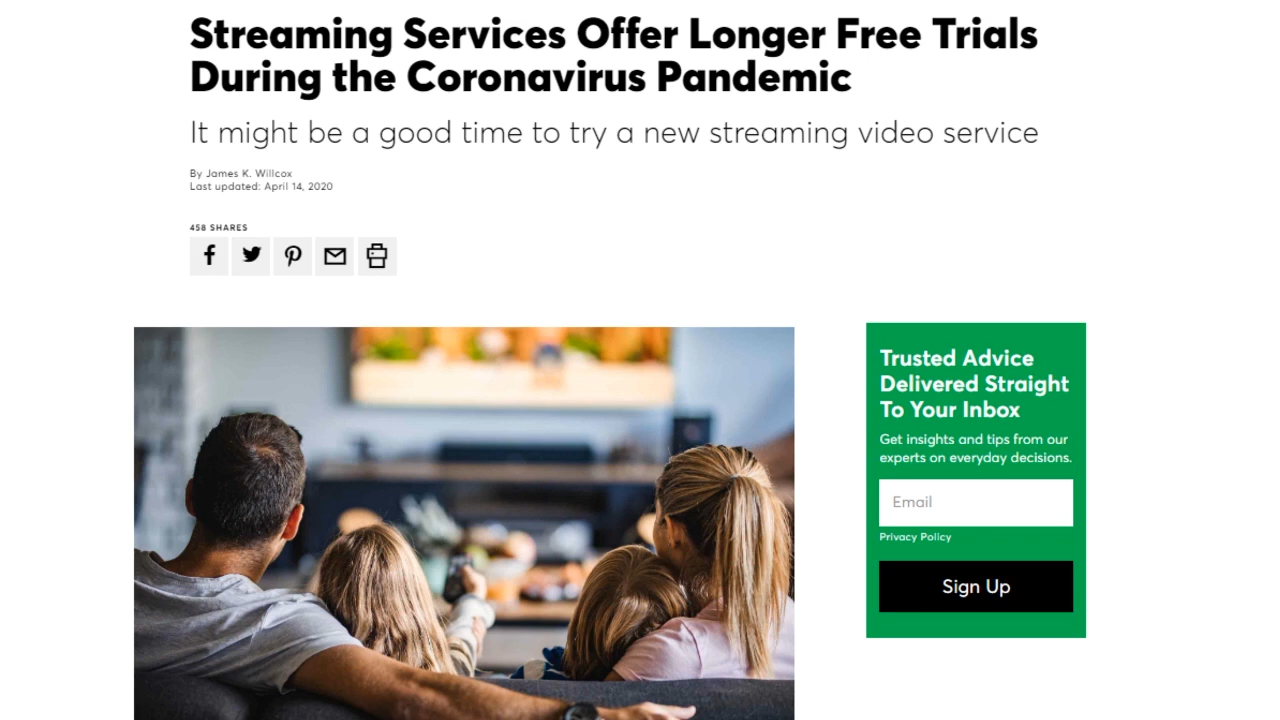 Streaming Services Offer Longer Free Trials
During the Coronavirus Pandemic
It might be a good time to try a new streaming video service
By James K. Willcox
Last updated: April 14, 2020
458 SHARES
Trusted Advice
Delivered Straight
To Your Inbox
Get insights and tips from our
experts on everyday decisions.
Email
Privacy Policy
Sign Up